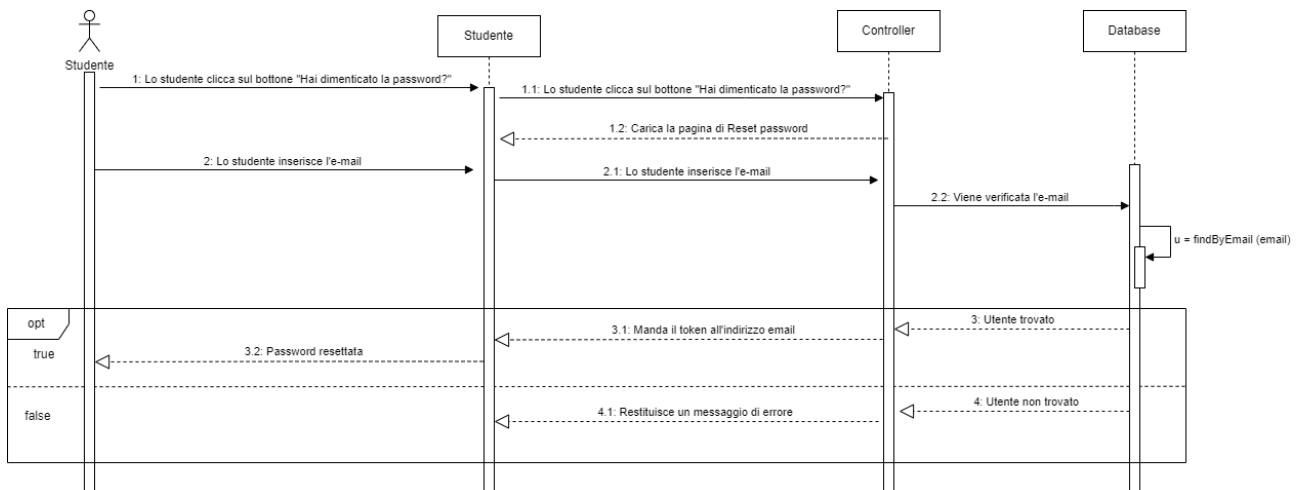 Studente
Studente
Controller
Database
1: Lo studente clicca sul bottone "Hai dimenticato la password?"
1.1: Lo studente clicca sul bottone "Hai dimenticato la password?"
1.2: Carica la pagina di Reset password
2: Lo studente inserisce l'e-mail
2.1: Lo studente inserisce l'e-mail
2.2: Viene verificata l'e-mail
u = findByEmail (email)
opt
3: Utente trovato
3.1: Manda il token all'indirizzo email
true
3.2: Password resettata
false
4: Utente non trovato
4.1: Restituisce un messaggio di errore